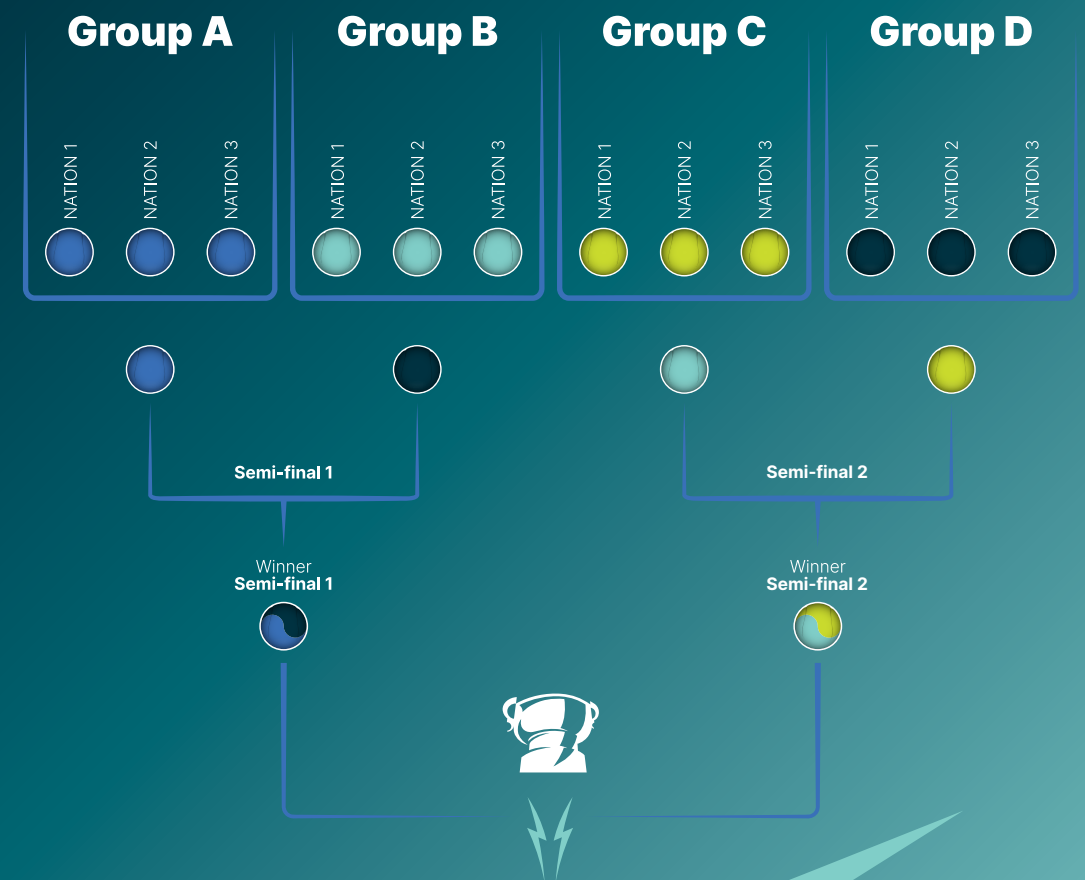 Group A
Group B
Group C
Group D
NATION 1
NATION 2
NATION 3
NATION 1
NATION 2
NATION 3
NATION 1
NATION 2
NATION 3
NATION 1
NATION 2
NATION 3
Semi-final 1
Semi-final 2
Winner
Semi-final 1
Winner
Semi-final 2